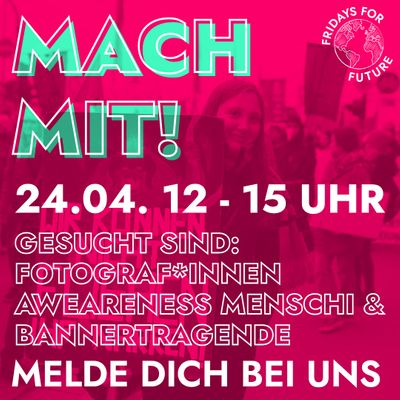 MACH
MIT!
FRIDAYS FOR
FUTURE
24.04. 12 - 15 UHR
GESUCHT SIND:
FOTOGRAF*INNEN
AWEARENESS MENSCHI &
BANNERTRAGENDE
MELDE DICH BEI UNS